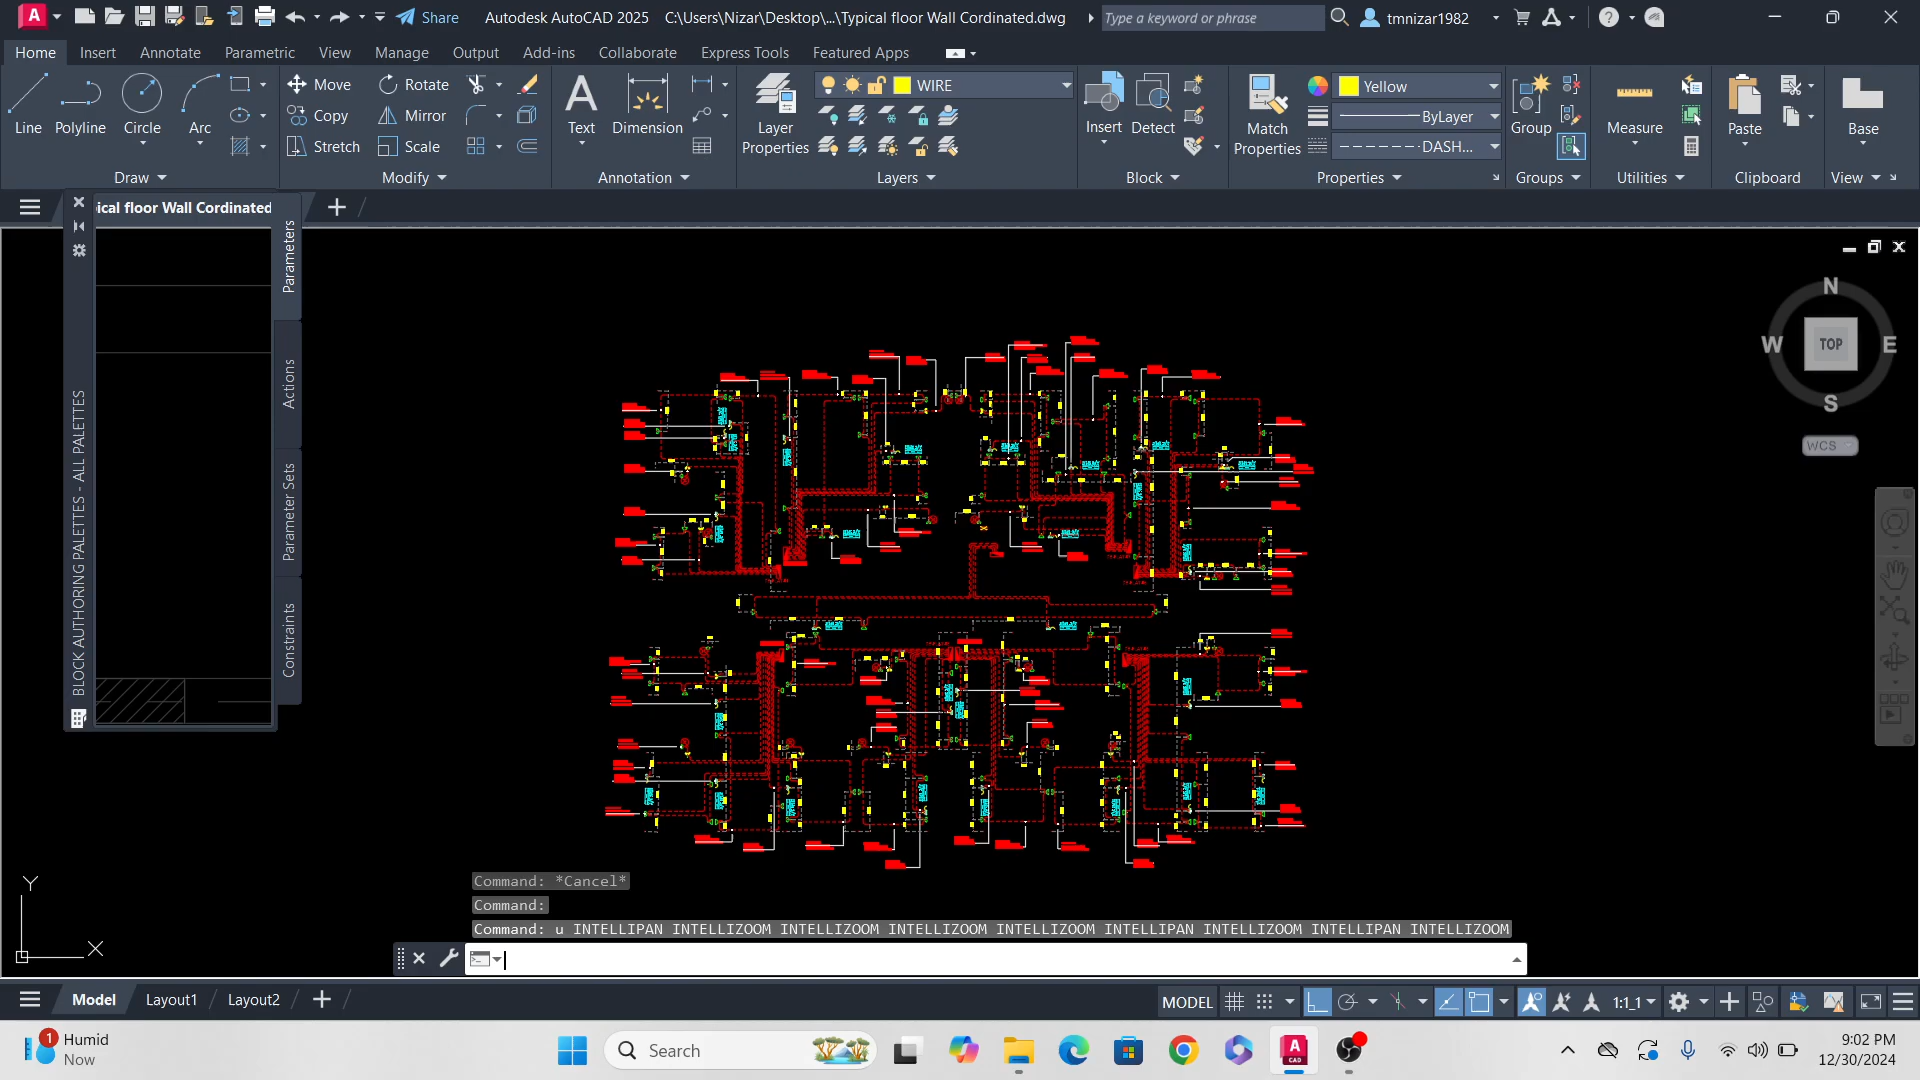 Share
Autodesk AutoCAD 2025 C:\Users\Nizar\Desktop\...\Typical floor Wall Cordinated.dwg
Type a keyword or phrase
tmnizar1982
Home Insert Annotate Parametric View Manage Output Add-ins Collaborate Express Tools Featured Apps
Line
Polyline
Circle
Arc
Draw
Move
Rotate
Copy
Mirror
Stretch
Scale
Modify
Text
Dimension
Annotation
Layer
Properties
WIRE
Layers
Insert
Detect
Block
Match
Properties
Yellow
ByLayer
DASH...
Properties
Group
Groups
Measure
Utilities
Paste
Clipboard
Base
View
ical floor Wall Cordinated
Parameters
Actions
Parameter Sets
Constraints
BLOCK AUTHORING PALETTES - ALL PALETTES
N
W TOP E
S
WCS
Y
X
Command: *Cancel*
Command:
Command: u INTELLIPAN INTELLIZOOM INTELLIZOOM INTELLIZOOM INTELLIZOOM INTELLIPAN INTELLIZOOM INTELLIPAN INTELLIZOOM
Model Layout1 Layout2
MODEL
1:1_1
1 Humid
Now
Search
CAD
9:02 PM
12/30/2024